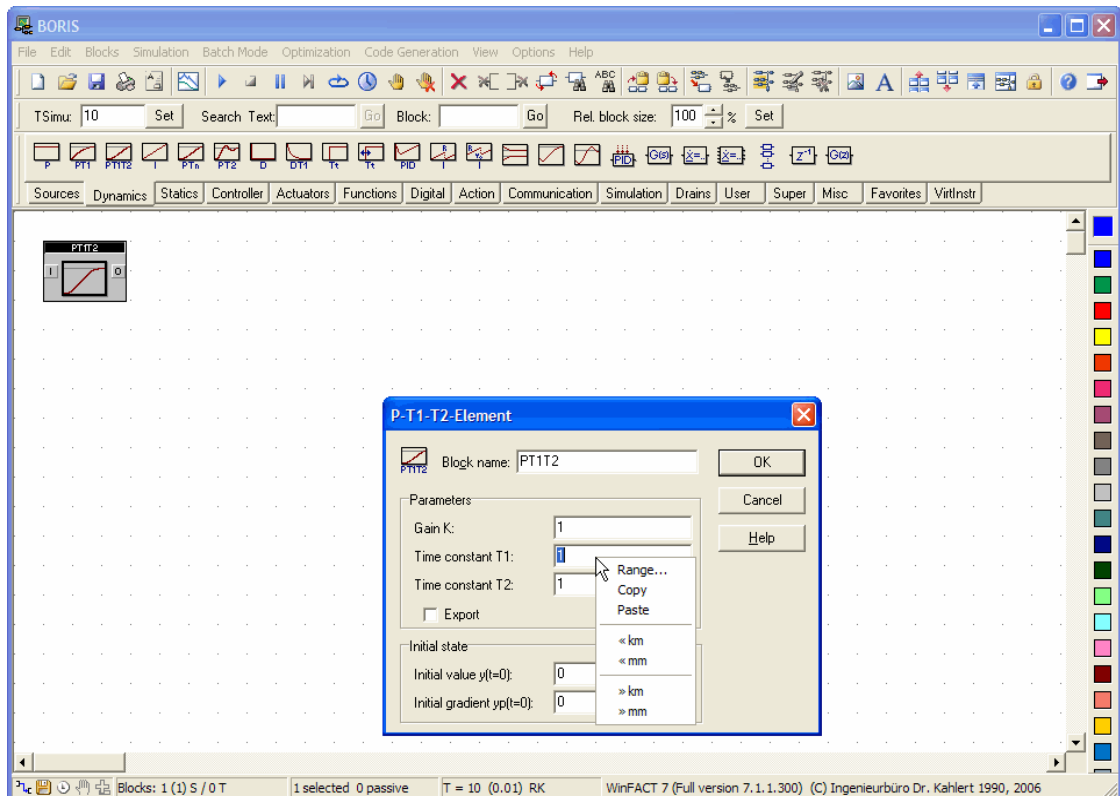 BORIS
File Edit Blocks Simulation Batch Mode Optimization Code Generation View Options Help
ABC
TSimu: 10 Set Search Text: Go Block: Go Rel. block size: 100 % Set
P PT1 PT1T2 I PTn PT2 D DT1 Tt Tt PID PID G(s) ẋ=.. ẋ=.. z⁻¹ G(z)
Sources Dynamics Statics Controller Actuators Functions Digital Action Communication Simulation Drains User Super Misc Favorites VirtInstr
PT1T2
I O
P-T1-T2-Element
PT1T2 Block name: PT1T2 OK
Parameters Cancel
Gain K: 1
Help
Time constant T1: 1
Range...
Time constant T2: 1
Copy
Paste
Export
« km
Initial state
« mm
Initial value y(t=0): 0
» km
Initial gradient yp(t=0): 0
» mm
Blocks: 1 (1) S / 0 T 1 selected 0 passive T = 10 (0.01) RK WinFACT 7 (Full version 7.1.1.300) (C) Ingenieurbüro Dr. Kahlert 1990, 2006